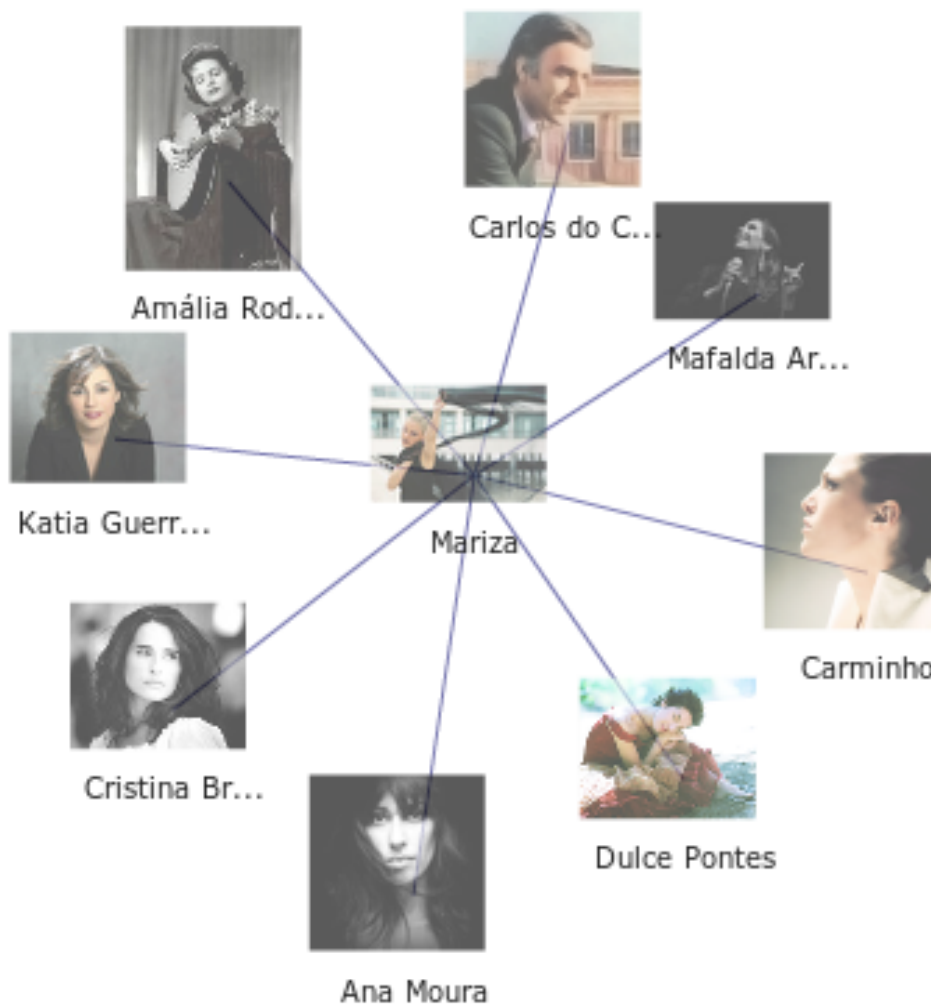 Carlos do C...
Amália Rod...
Mafalda Ar...
Katia Guerr...
Mariza
Carminho
Cristina Br...
Dulce Pontes
Ana Moura